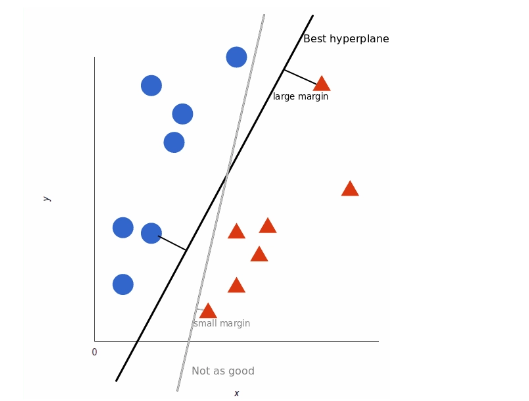 Best hyperplane
large margin
y
small margin
0
Not as good
x